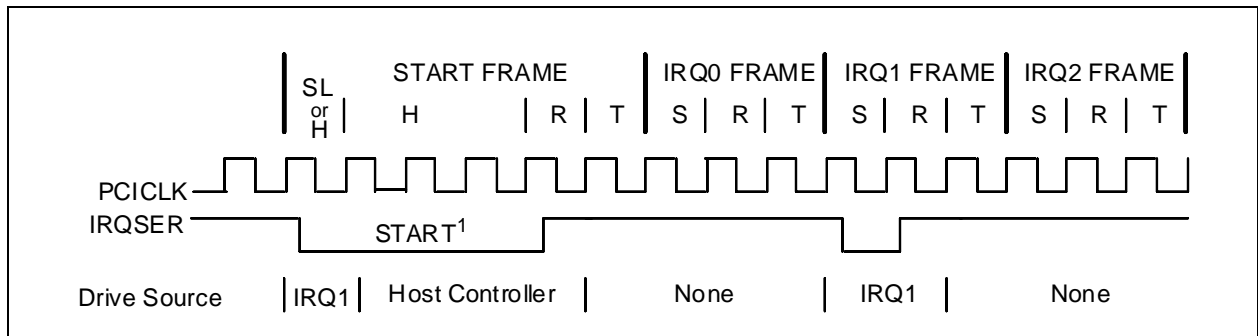 START FRAME IRQ0 FRAME IRQ1 FRAME IRQ2 FRAME
SL
or
H
H R T S R T S R T S R T
PCICLK
IRQSER
START1
Drive Source IRQ1 Host Controller None IRQ1 None